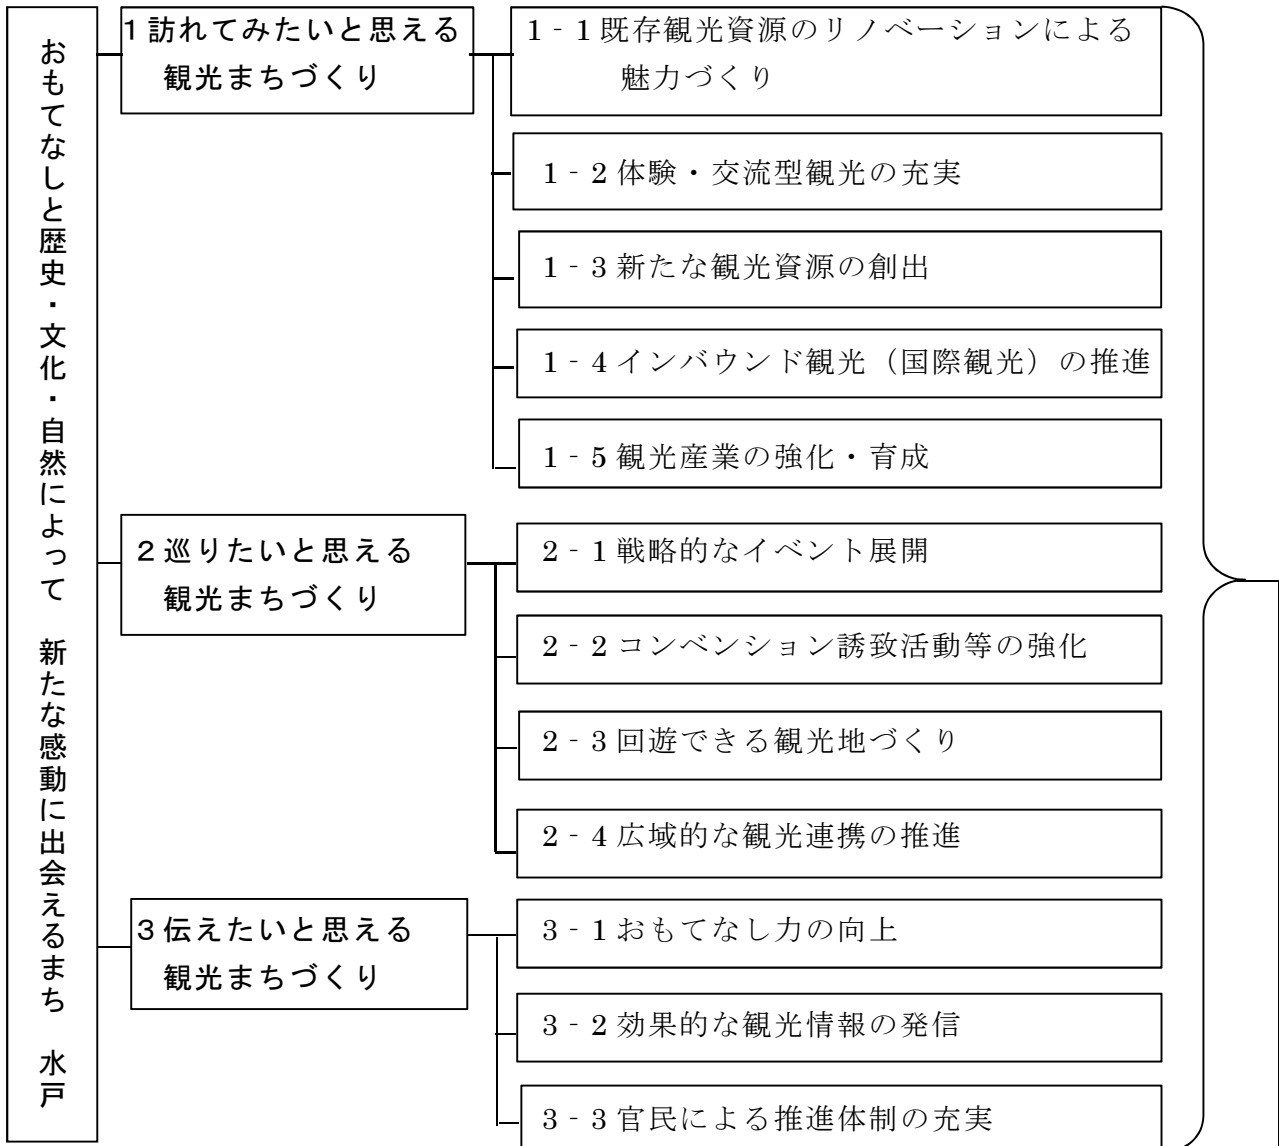 おもてなしと歴史・文化・自然によって　新たな感動に出会えるまち　水戸
1訪れてみたいと思える
観光まちづくり
1‐1既存観光資源のリノベーションによる
魅力づくり
1‐2体験・交流型観光の充実
1‐3新たな観光資源の創出
1‐4インバウンド観光（国際観光）の推進
1‐5観光産業の強化・育成
2巡りたいと思える
観光まちづくり
2‐1戦略的なイベント展開
2‐2コンベンション誘致活動等の強化
2‐3回遊できる観光地づくり
2‐4広域的な観光連携の推進
3伝えたいと思える
観光まちづくり
3‐1おもてなし力の向上
3‐2効果的な観光情報の発信
3‐3官民による推進体制の充実